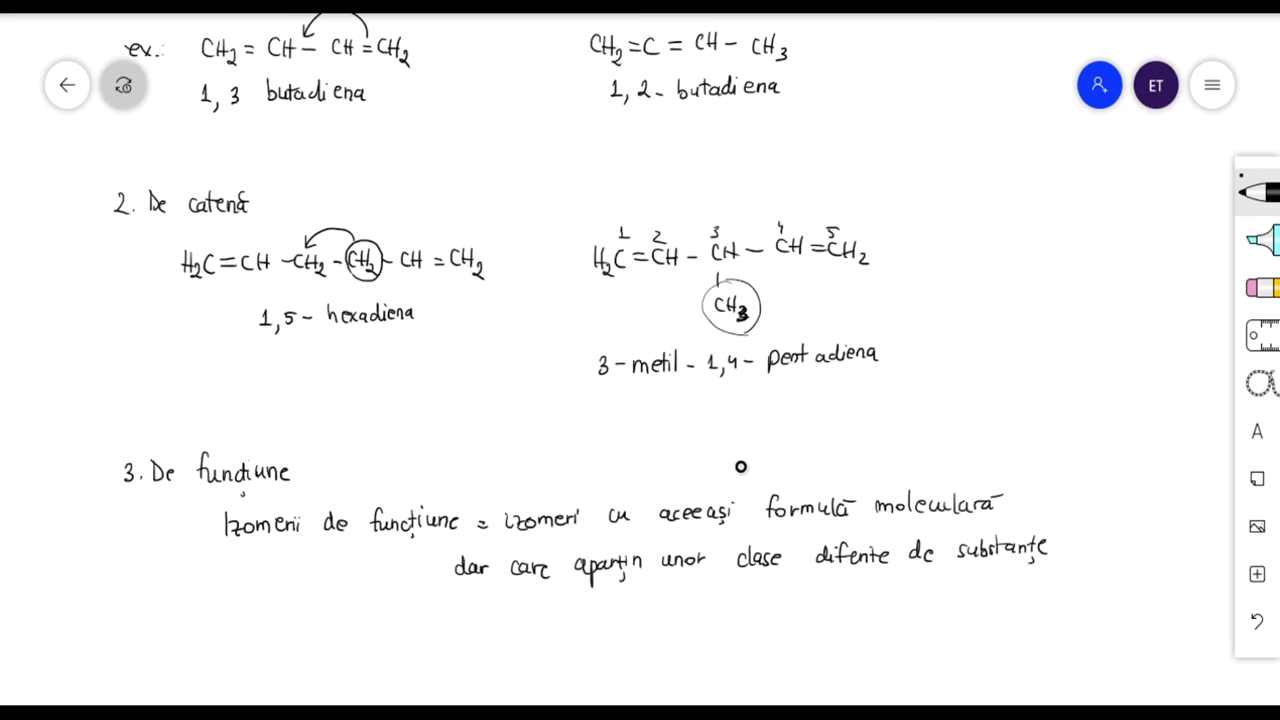 ex.: CH2 = CH – CH = CH2
CH2 = C = CH – CH3
1, 3 butadiena
1, 2 - butadiena
ET
2. De catenă
H2C = CH – CH2 – CH2 – CH = CH2
1 2 3 4 5
H2C = CH – CH – CH = CH2
CH3
1,5 - hexadiena
3 - metil - 1,4 - pentadiena
3. De funcțiune
Izomerii de funcțiune = izomeri cu aceeași formulă moleculară
dar care aparțin unor clase difente de substanțe
A